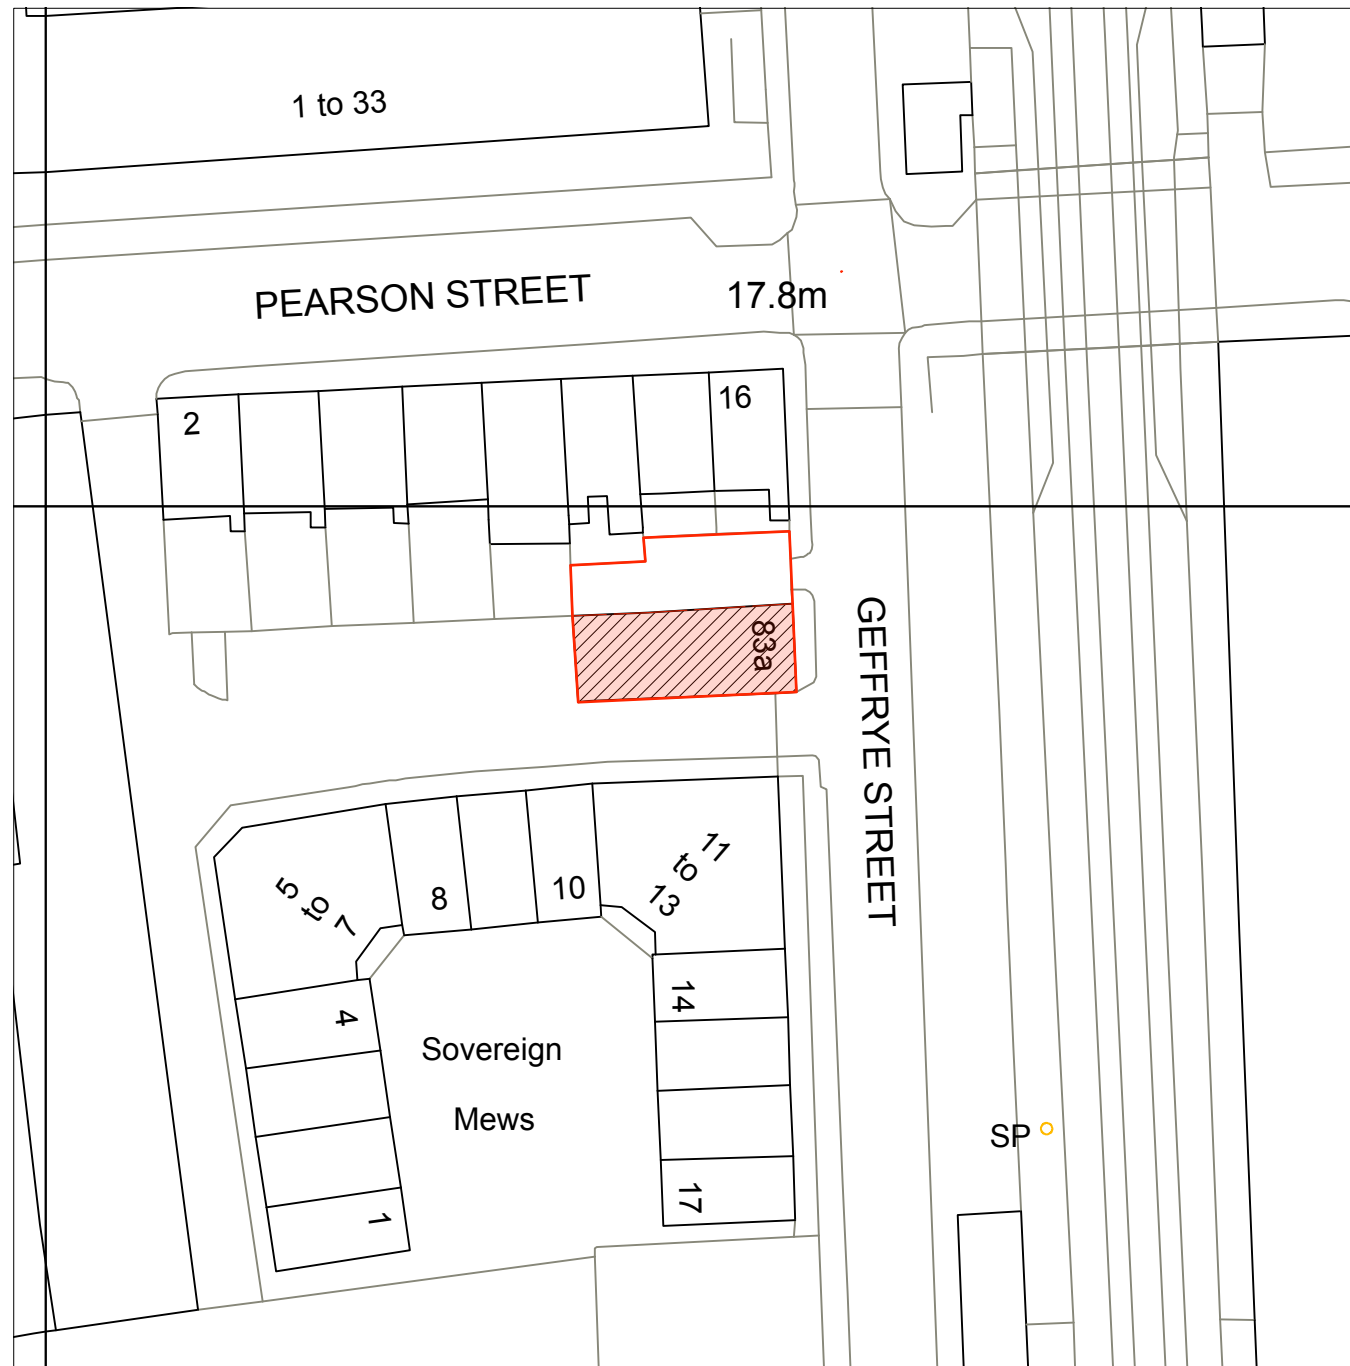 1 to 33
PEARSON STREET
17.8m
2
16
83a
GEFFRYE STREET
5
to
7
8
10
11
to
13
4
14
Sovereign
Mews
SP
1
17